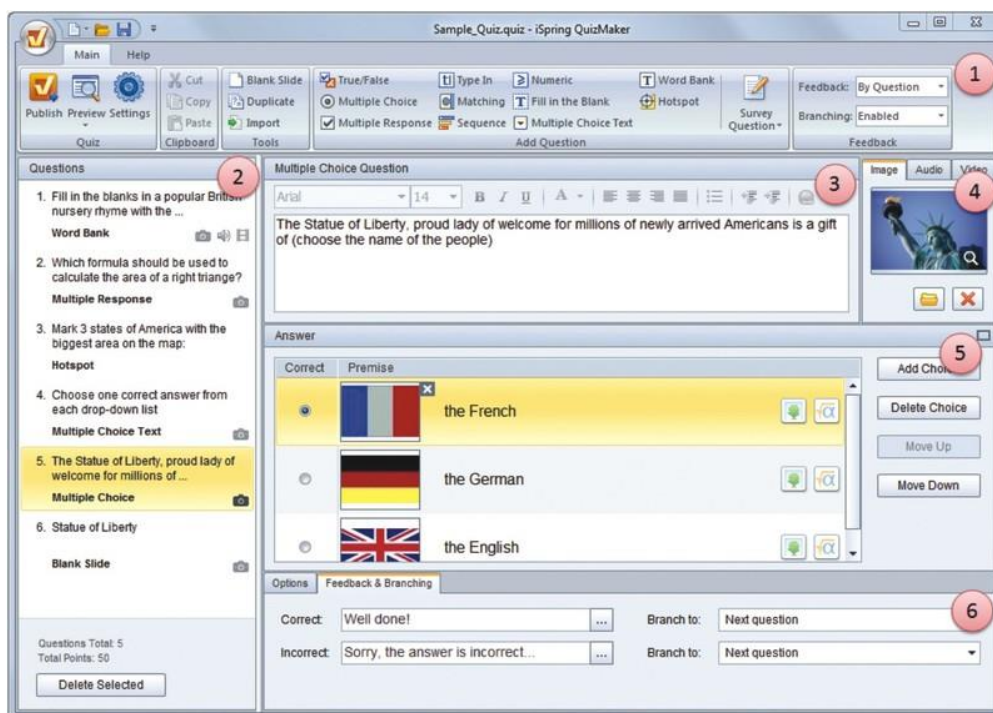 Sample_Quiz.quiz - iSpring QuizMaker
Main Help
Publish Preview Settings
Quiz
Cut
Copy
Paste
Clipboard
Blank Slide
Duplicate
Import
Tools
True/False
Multiple Choice
Multiple Response
Type In
Matching
Sequence
Numeric
Fill in the Blank
Multiple Choice Text
Word Bank
Hotspot
Survey
Question
Add Question
Feedback: By Question
Branching: Enabled
Feedback
1
Questions
2
1. Fill in the blanks in a popular British
nursery rhyme with the ...
Word Bank
2. Which formula should be used to
calculate the area of a right triange?
Multiple Response
3. Mark 3 states of America with the
biggest area on the map:
Hotspot
4. Choose one correct answer from
each drop-down list
Multiple Choice Text
5. The Statue of Liberty, proud lady of
welcome for millions of ...
Multiple Choice
6. Statue of Liberty
Blank Slide
Questions Total: 5
Total Points: 50
Delete Selected
Multiple Choice Question
Arial 14 B I U A
3
The Statue of Liberty, proud lady of welcome for millions of newly arrived Americans is a gift
of (choose the name of the people)
Image Audio Video
4
Answer
Correct Premise
the French
the German
the English
5
Add Choice
Delete Choice
Move Up
Move Down
Options Feedback & Branching
Correct: Well done! ... Branch to: Next question
6
Incorrect: Sorry, the answer is incorrect... ... Branch to: Next question